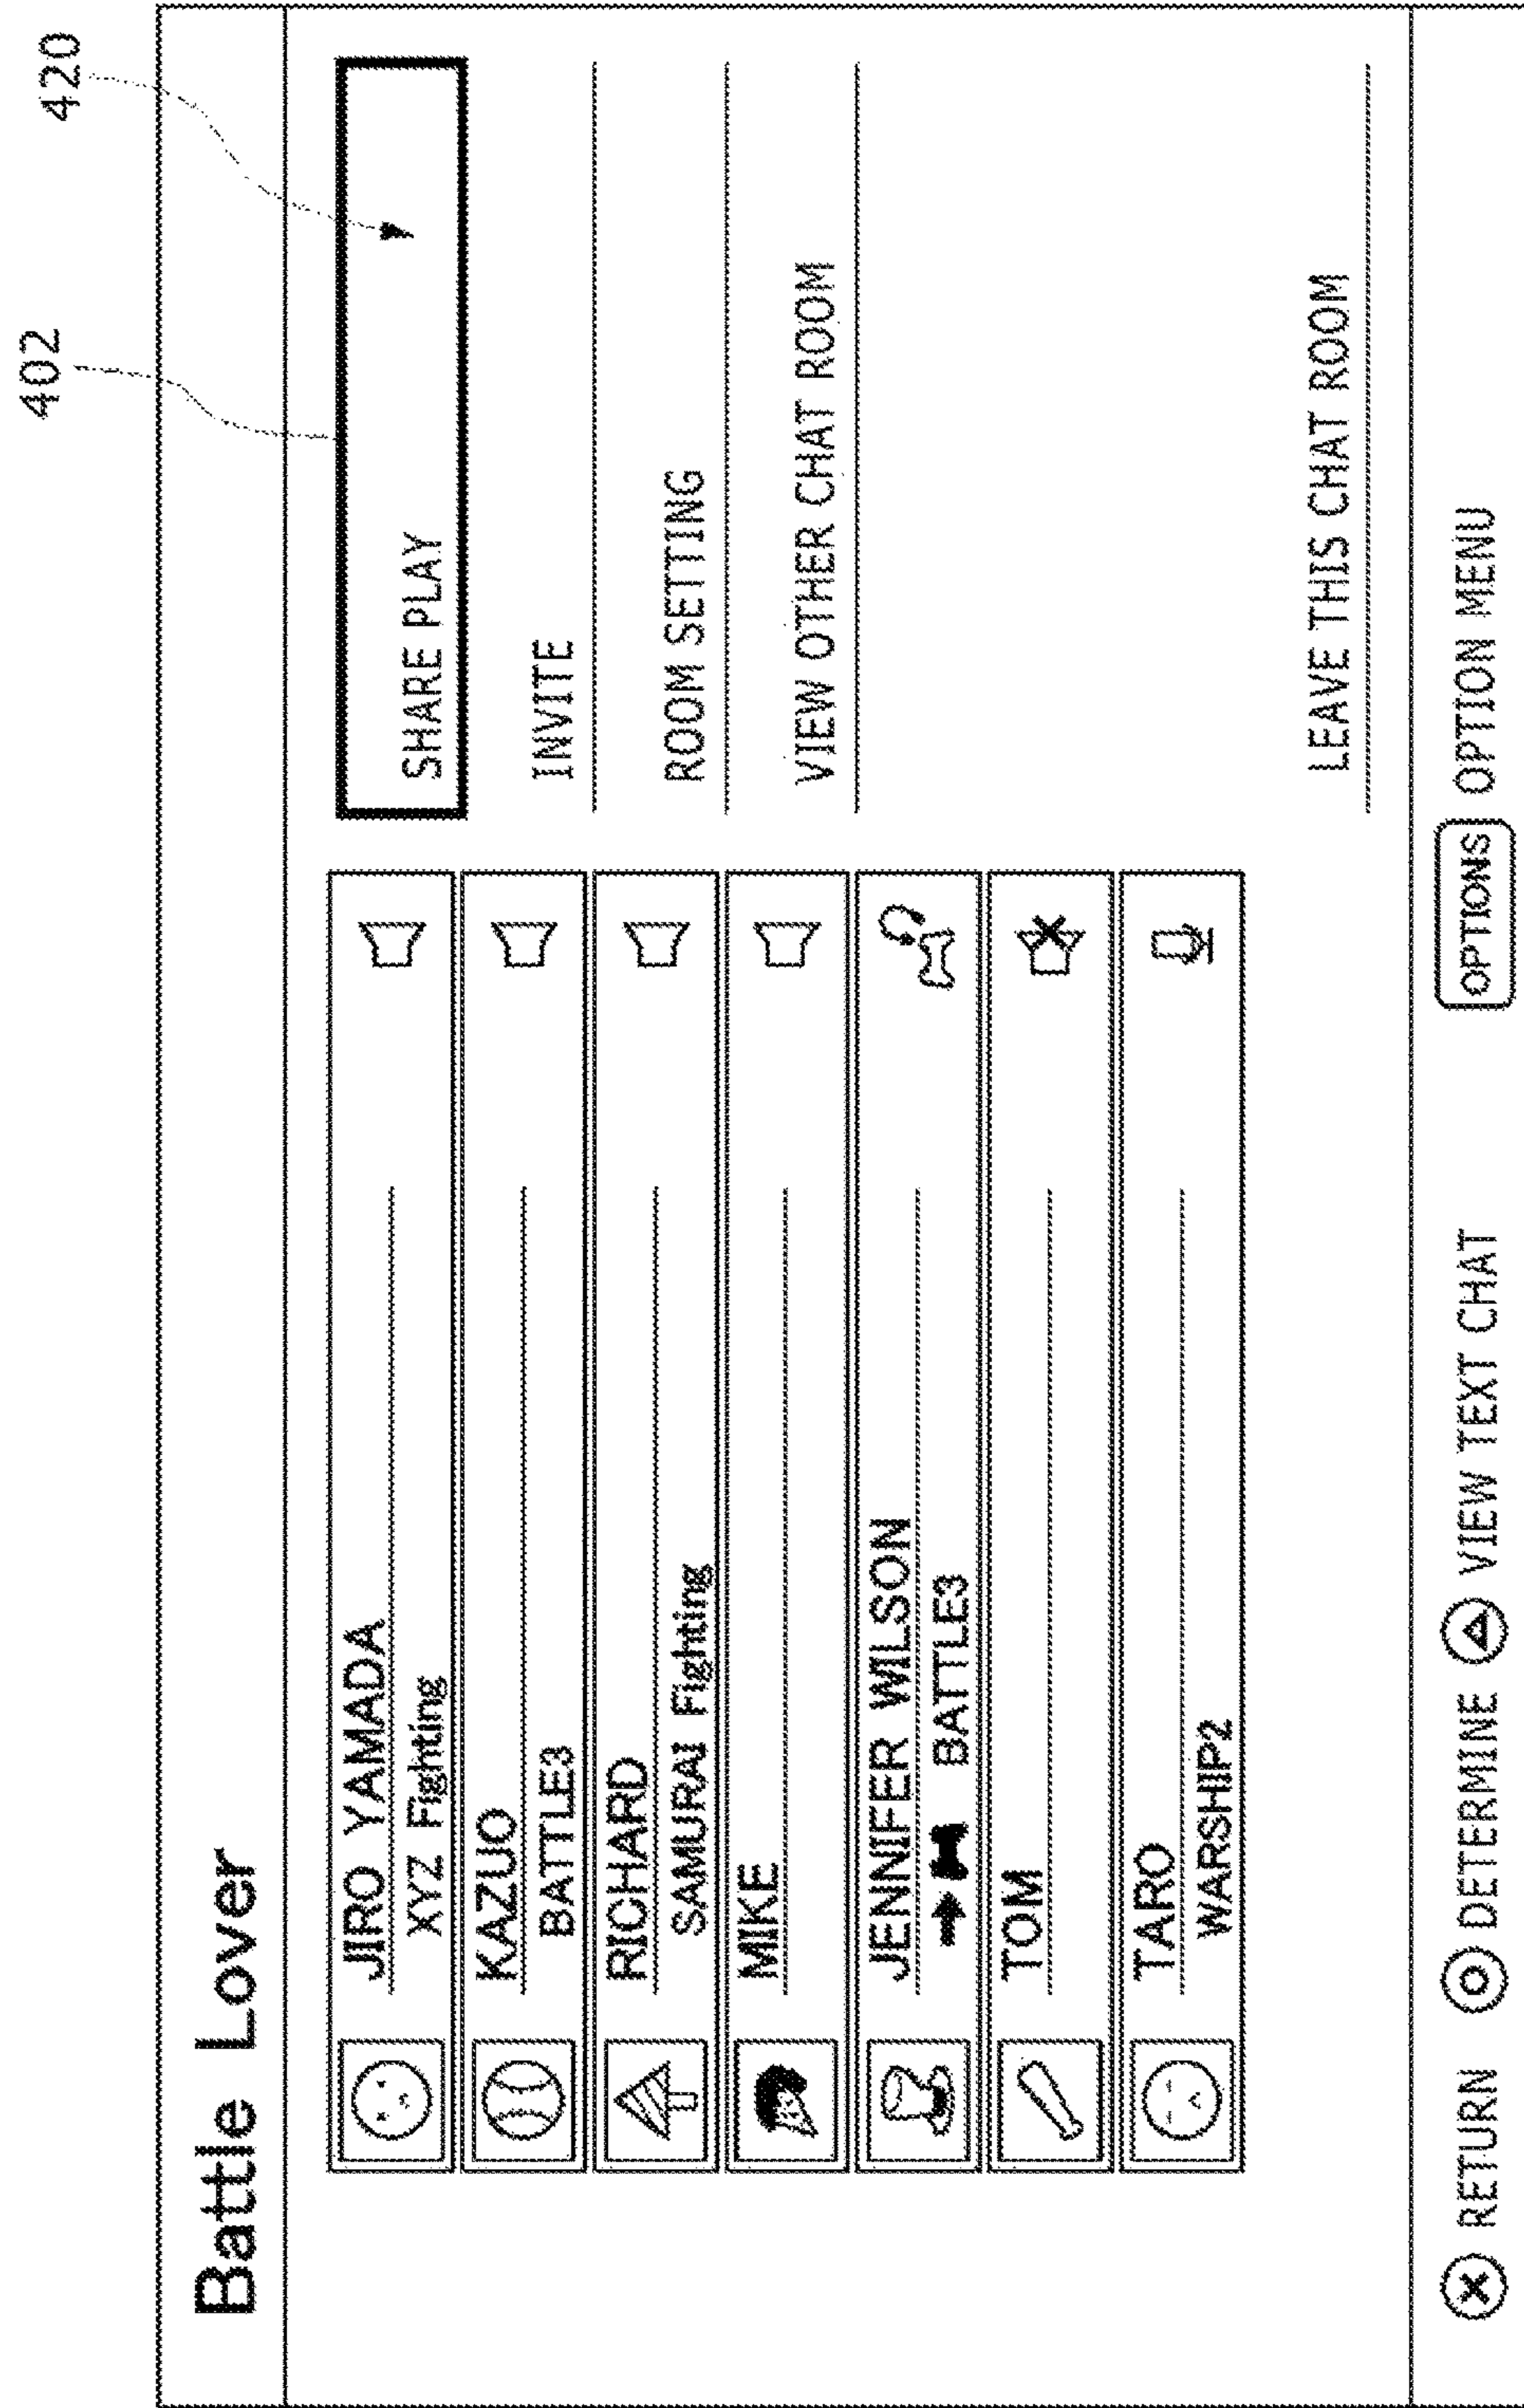 402
420
Battle Lover
JIRO YAMADA
XYZ Fighting
KAZUO
BATTLE3
RICHARD
SAMURAI Fighting
MIKE
JENNIFER WILSON
BATTLE3
TOM
TARO
WARSHIP2
SHARE PLAY
INVITE
ROOM SETTING
VIEW OTHER CHAT ROOM
LEAVE THIS CHAT ROOM
RETURN DETERMINE VIEW TEXT CHAT OPTIONS OPTION MENU